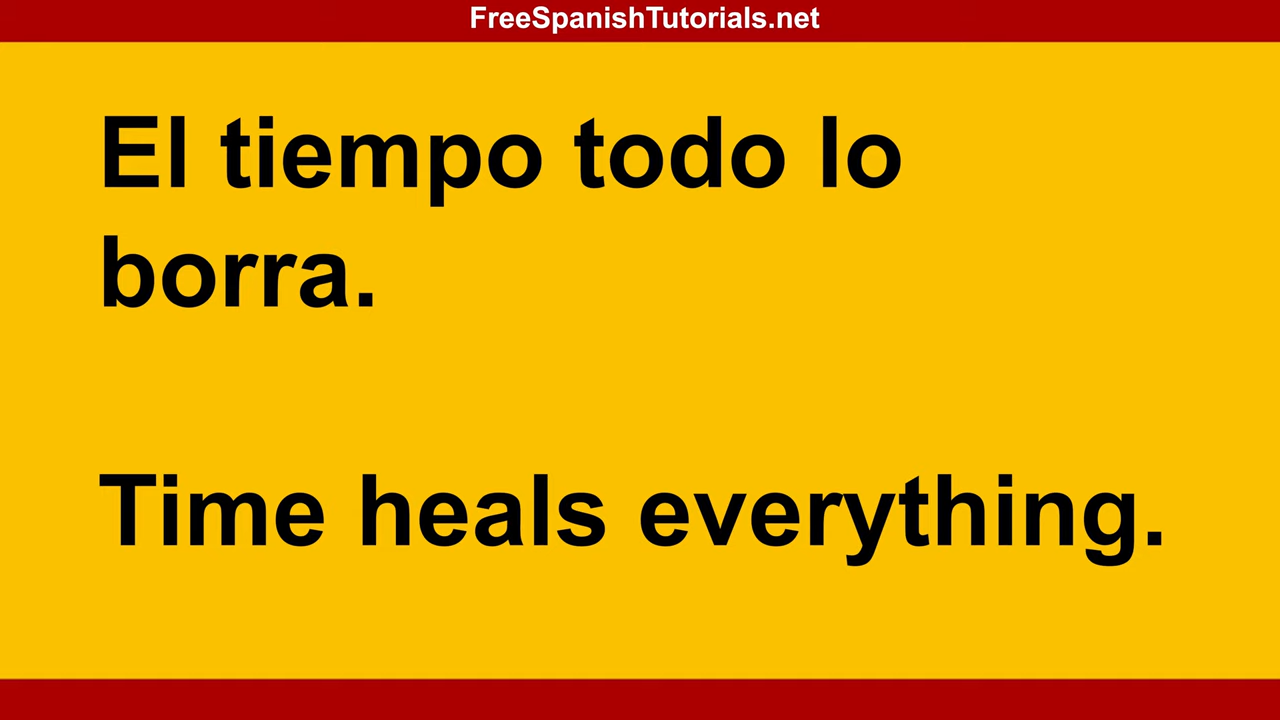 FreeSpanishTutorials.net
El tiempo todo lo
borra.
Time heals everything.